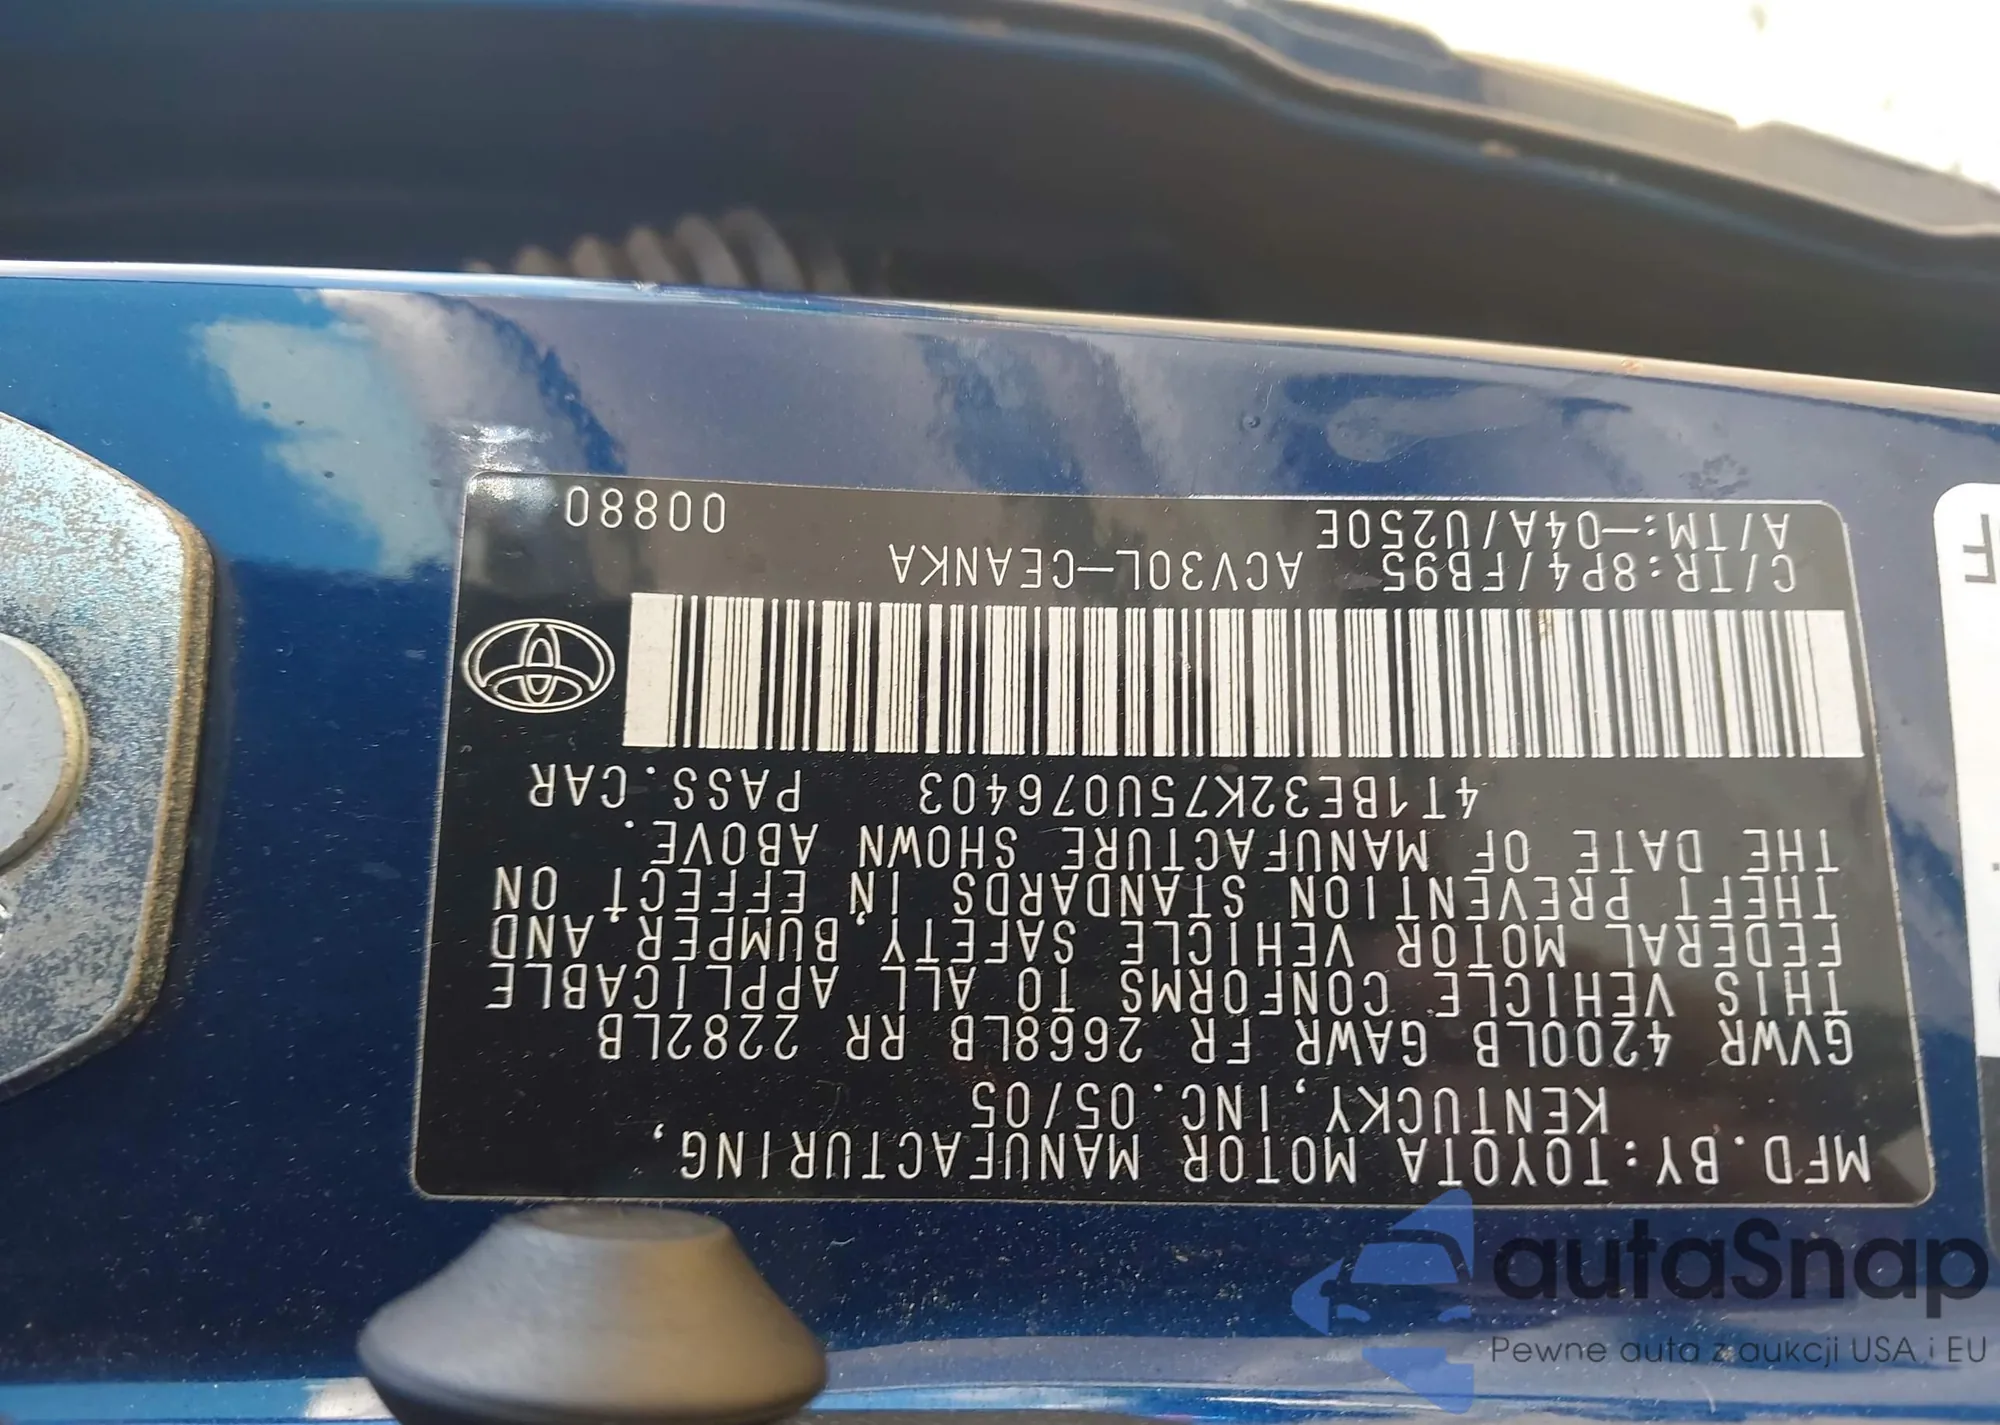 MFD. BY:TOYOTA MOTOR MANUFACTURING,
KENTUCKY, INC. 05/05
GVWR 4200LB GAWR FR 2668LB RR 2282LB
THIS VEHICLE CONFORMS TO ALL APPLICABLE
FEDERAL MOTOR VEHICLE SAFETY, BUMPER, AND
THEFT PREVENTION STANDARDS IN EFFECT ON
THE DATE OF MANUFACTURE SHOWN ABOVE.
4T1BE32K75U076403 PASS.CAR
C/TR:8P4/FB95 ACV30L-CEANKA
A/TM:-04A/U250E 00880
autaSnap
Pewne auta z aukcji USA i EU